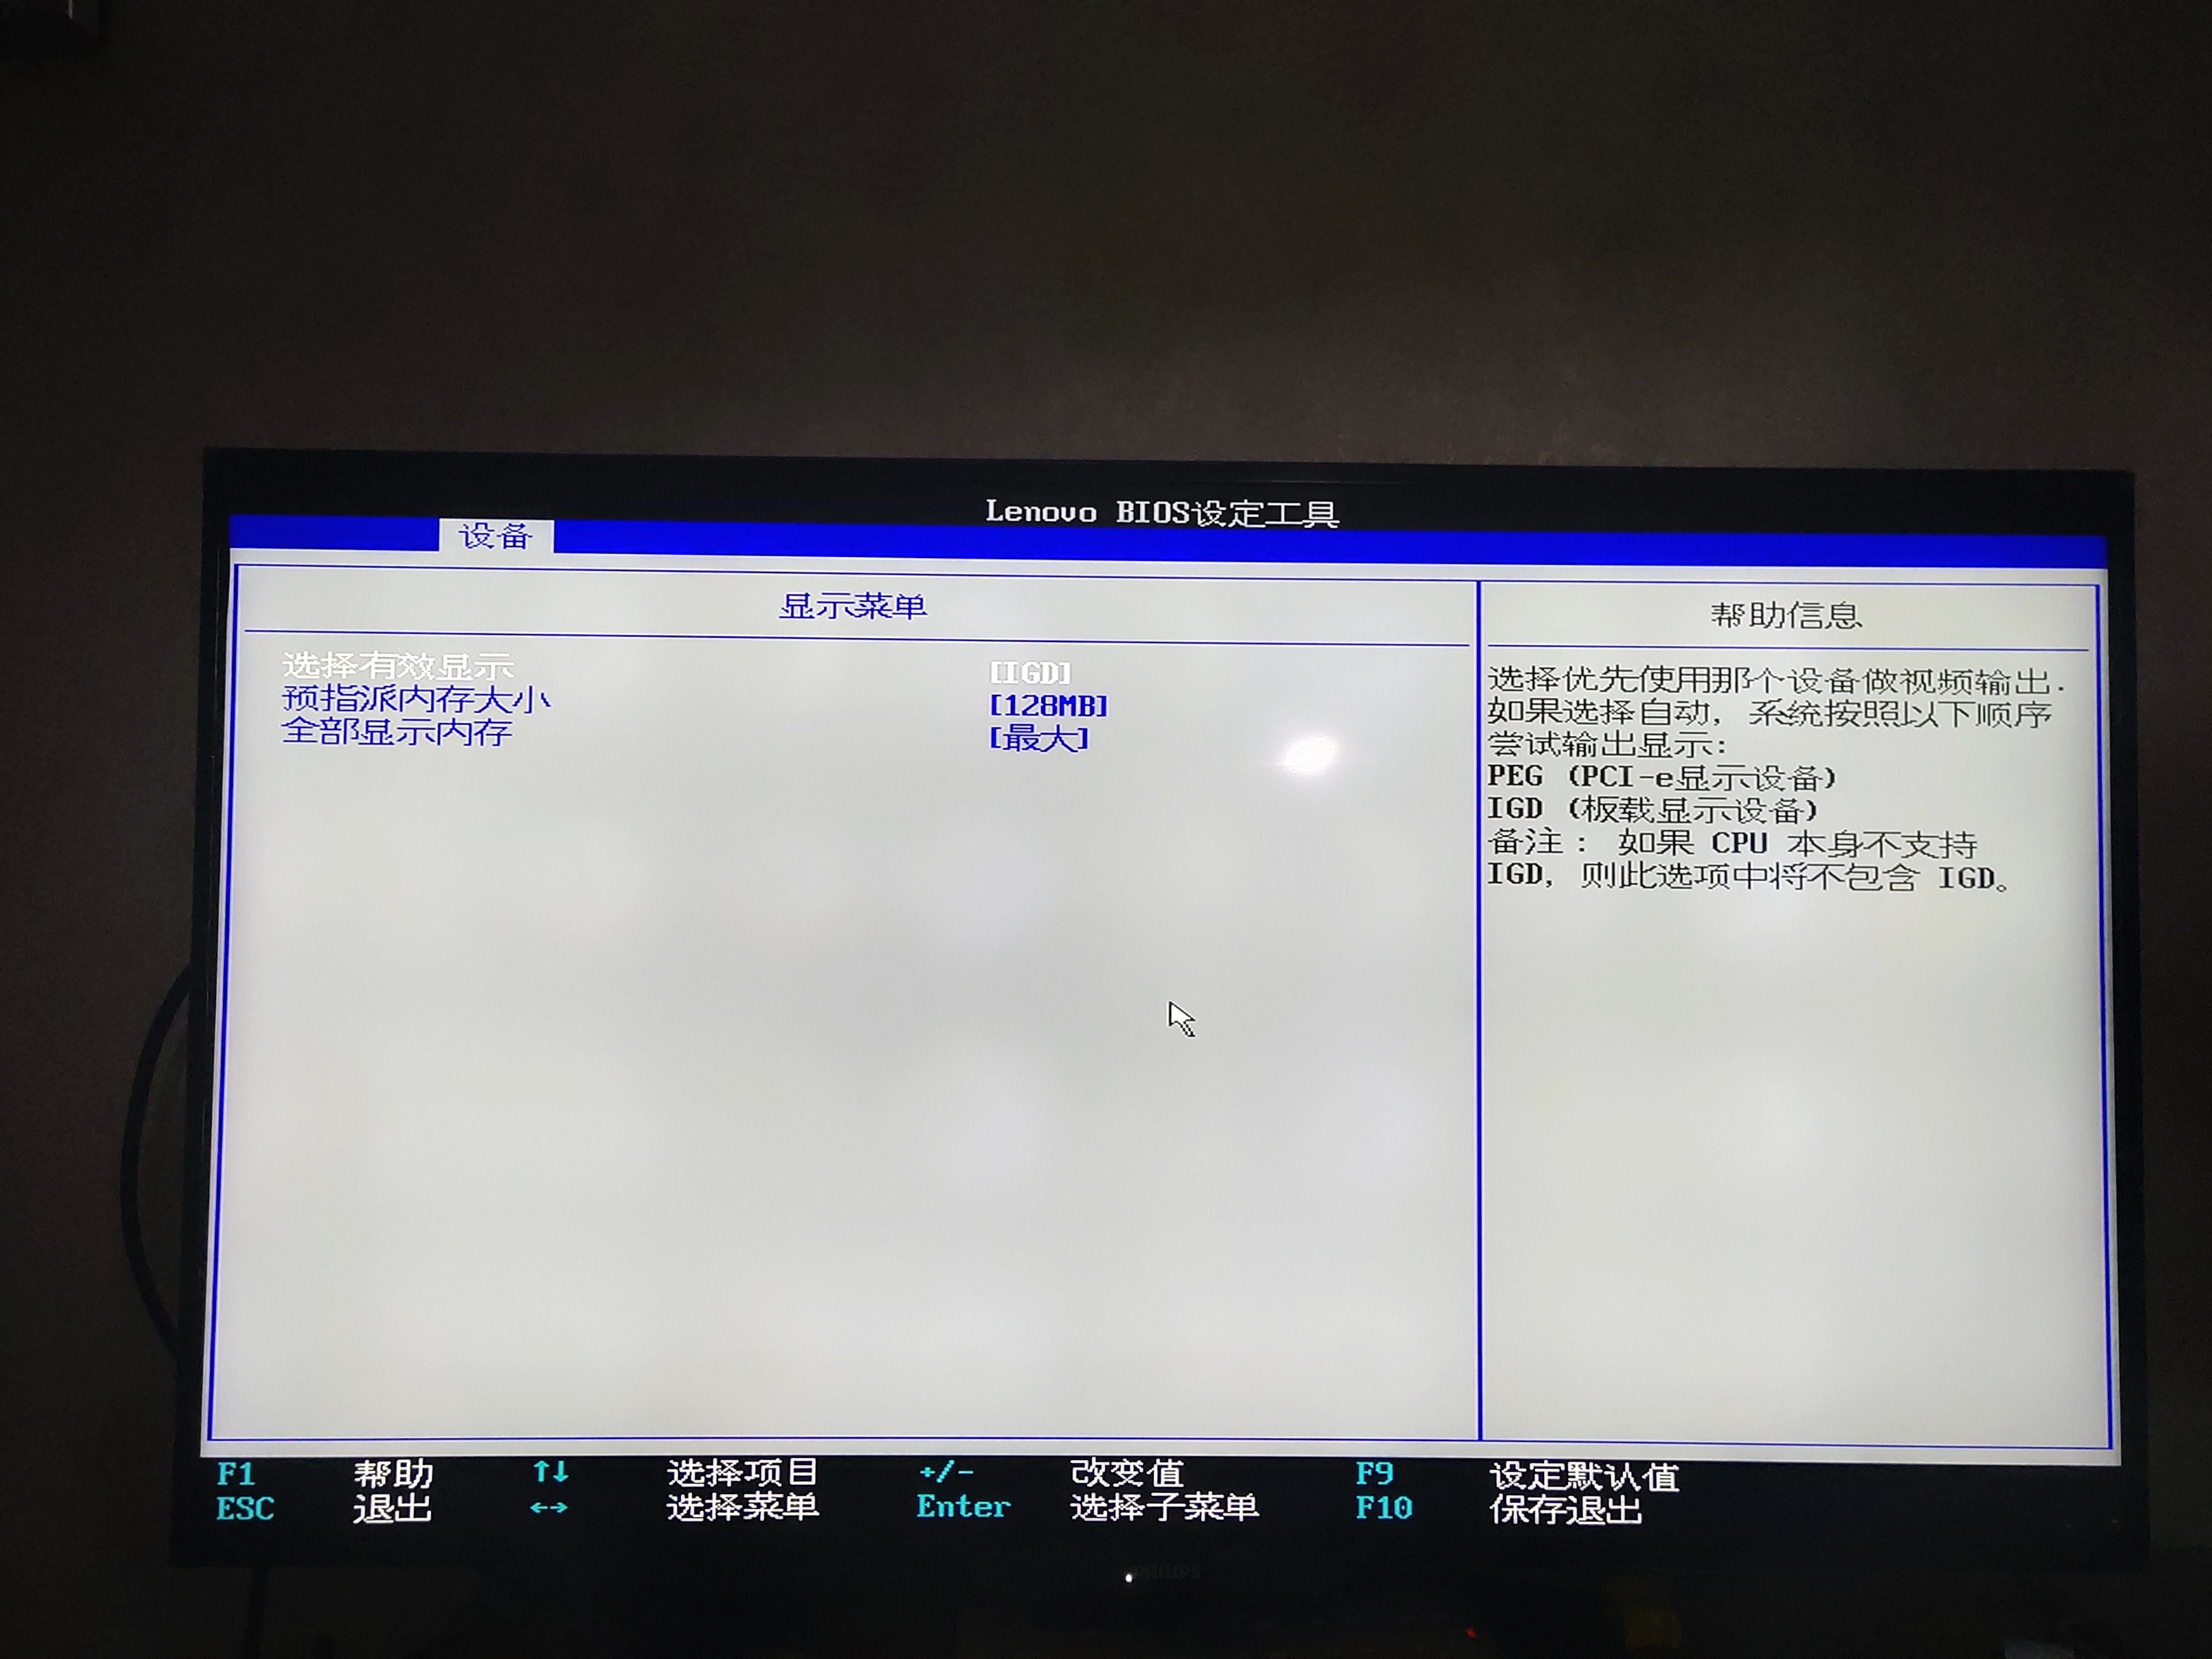 Lenovo BIOS设定工具
设备
显示菜单
选择有效显示 [IGD]
预指派内存大小 [128MB]
全部显示内存 [最大]
帮助信息
选择优先使用那个设备做视频输出.
如果选择自动, 系统按照以下顺序
尝试输出显示:
PEG (PCI-e显示设备)
IGD (板载显示设备)
备注: 如果 CPU 本身不支持
IGD, 则此选项中将不包含 IGD。
F1 帮助 ↑↓ 选择项目 +/- 改变值 F9 设定默认值
ESC 退出 ←→ 选择菜单 Enter 选择子菜单 F10 保存退出
PHILIPS